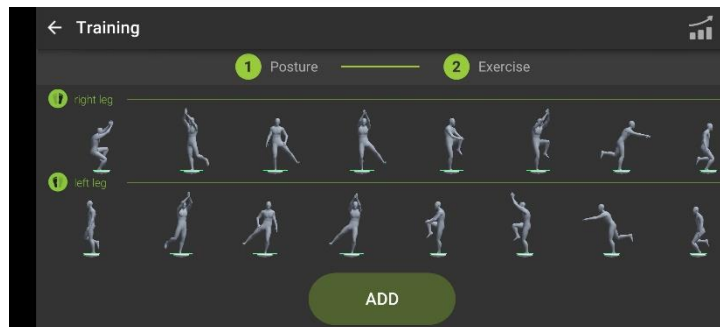 Training
1 Posture 2 Exercise
right leg
left leg
ADD